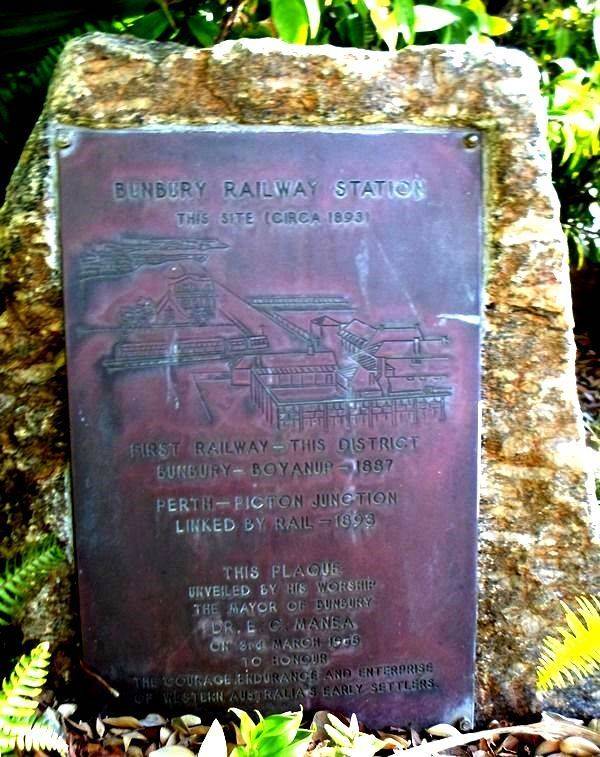 BUNBURY RAILWAY STATION
THIS SITE (CIRCA 1893)
FIRST RAILWAY — THIS DISTRICT
BUNBURY — BOYANUP — 1887
PERTH — PICTON JUNCTION
LINKED BY RAIL — 1893
THIS PLAQUE
UNVEILED BY HIS WORSHIP
THE MAYOR OF BUNBURY
DR. E. C. MANEA
ON 3RD MARCH
TO HONOUR
THE COURAGE, ENDURANCE AND ENTERPRISE
OF WESTERN AUSTRALIA'S EARLY SETTLERS.